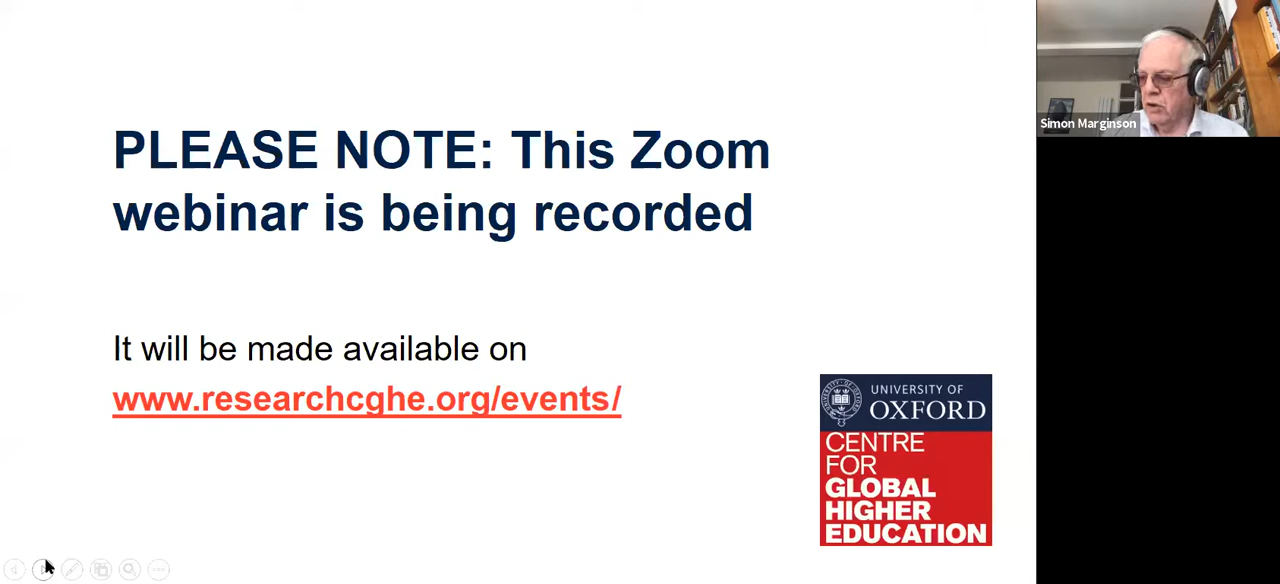 PLEASE NOTE: This Zoom
webinar is being recorded
It will be made available on
www.researchcghe.org/events/
UNIVERSITY OF
OXFORD
CENTRE
FOR
GLOBAL
HIGHER
EDUCATION
Simon Marginson